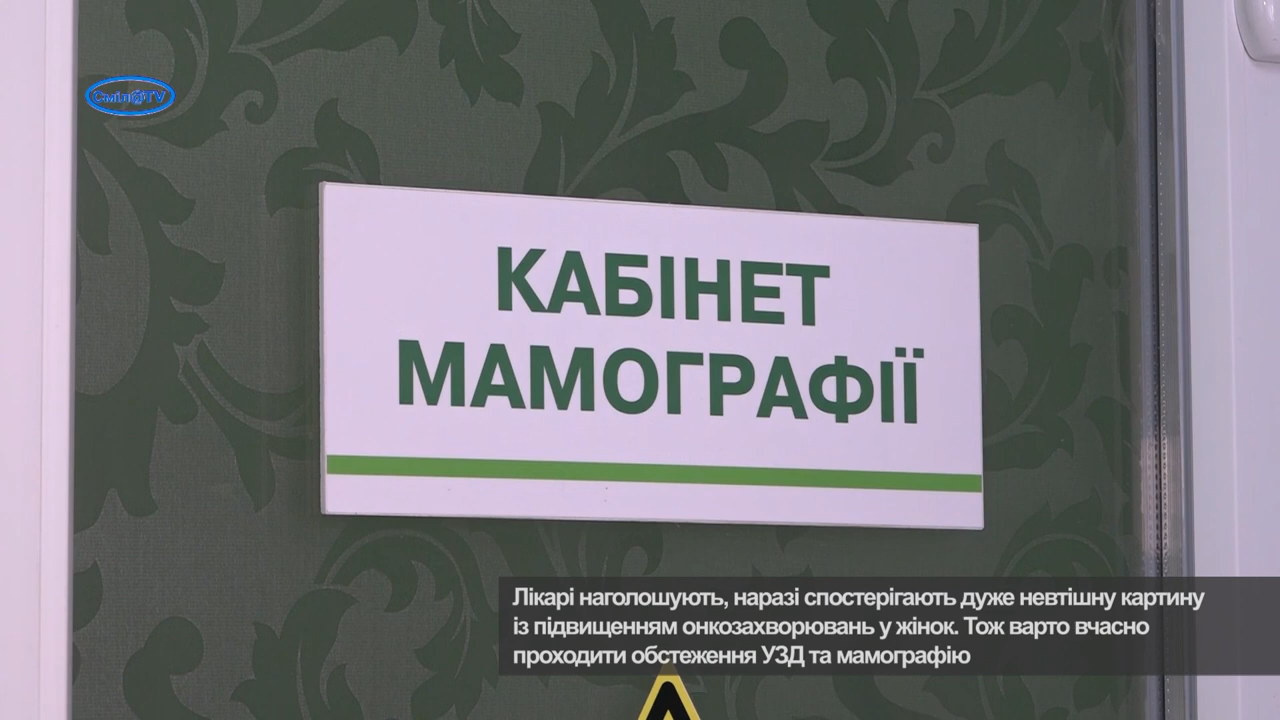 Сміл@TV
КАБІНЕТ
МАМОГРАФІЇ
Лікарі наголошують, наразі спостерігають дуже невтішну картину
із підвищенням онкозахворювань у жінок. Тож варто вчасно
проходити обстеження УЗД та мамографію